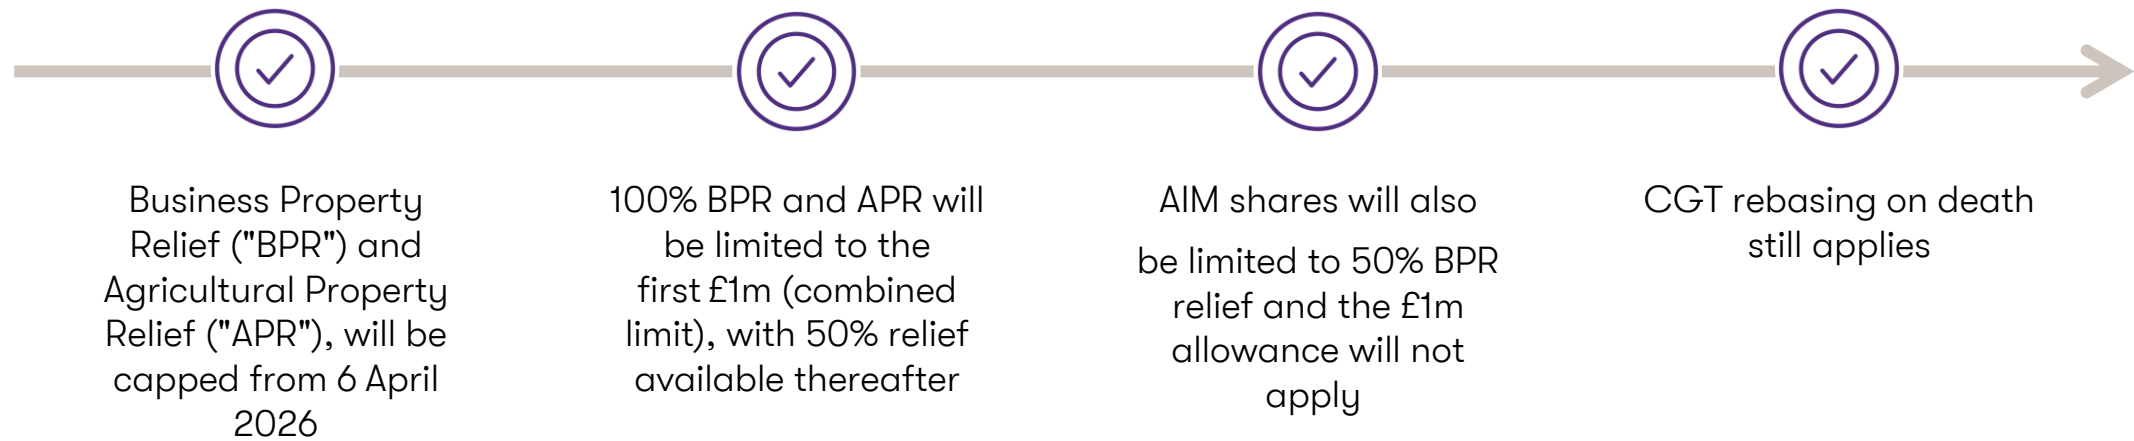 Business Property
Relief ("BPR") and
Agricultural Property
Relief ("APR"), will be
capped from 6 April
2026
100% BPR and APR will
be limited to the
first £1m (combined
limit), with 50% relief
available thereafter
AIM shares will also
be limited to 50% BPR
relief and the £1m
allowance will not
apply
CGT rebasing on death
still applies